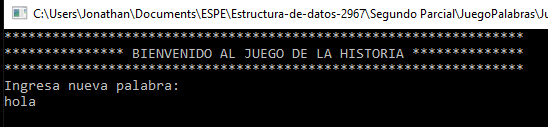 C:\Users\Jonathan\Documents\ESPE\Estructura-de-datos-2967\Segundo Parcial\JuegoPalabras\Ju
*****************************************************************
*************** BIENVENIDO AL JUEGO DE LA HISTORIA **************
*****************************************************************
Ingresa nueva palabra:
hola